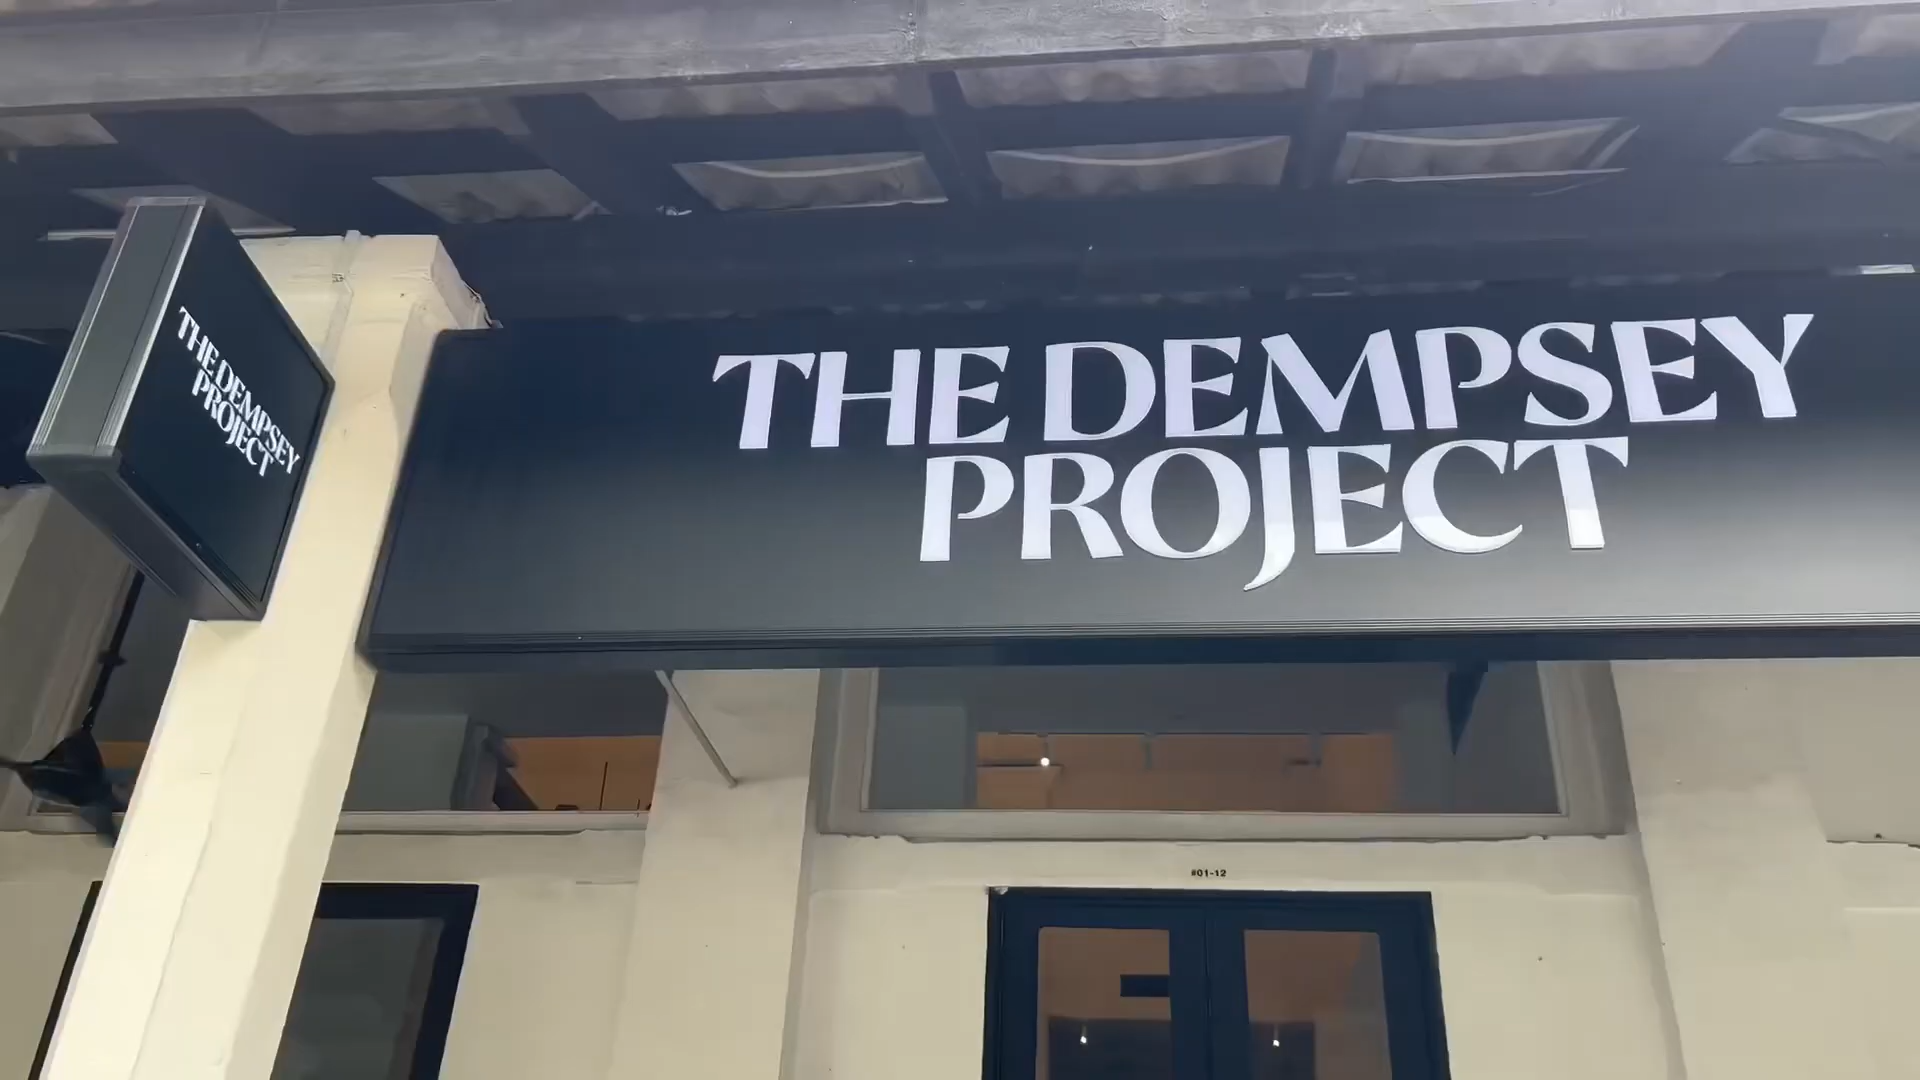 THE DEMPSEY
PROJECT
THE DEMPSEY
PROJECT
#01-12